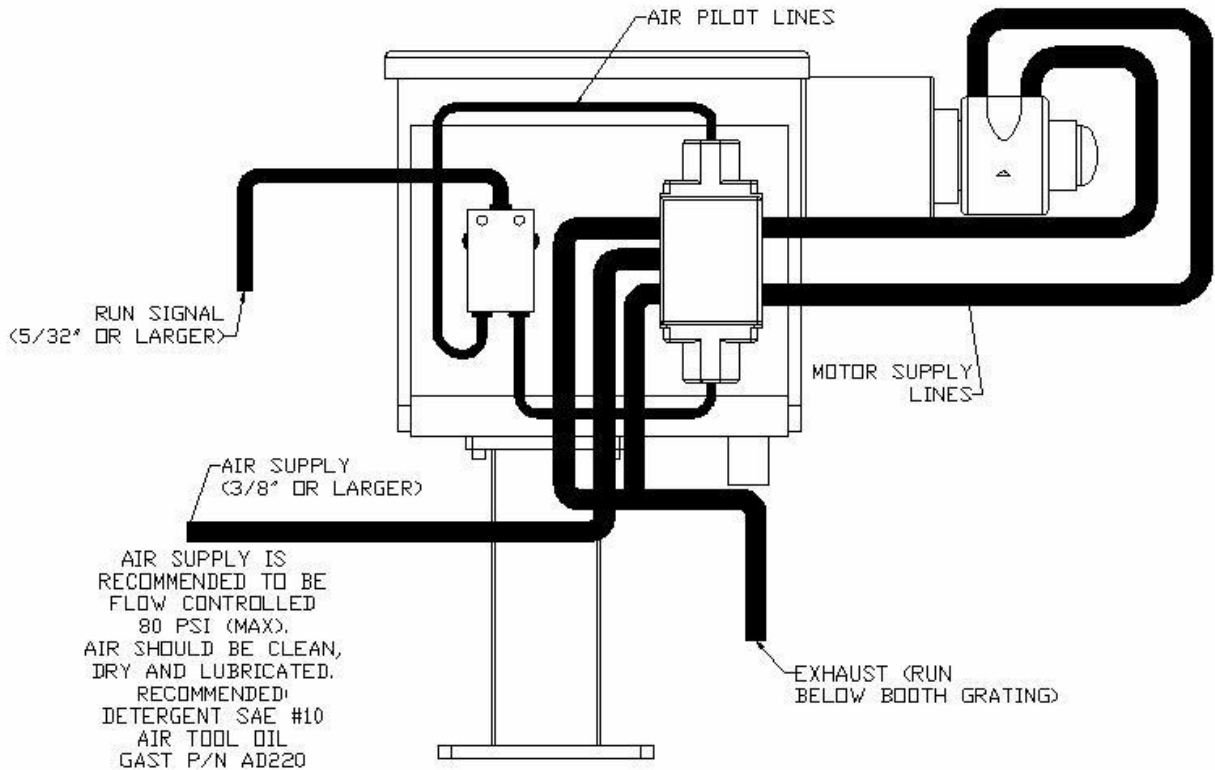 AIR PILOT LINES
RUN SIGNAL
(5/32" OR LARGER)
MOTOR SUPPLY
LINES
AIR SUPPLY
(3/8" OR LARGER)
AIR SUPPLY IS
RECOMMENDED TO BE
FLOW CONTROLLED
80 PSI (MAX).
AIR SHOULD BE CLEAN,
DRY AND LUBRICATED.
RECOMMENDED:
DETERGENT SAE #10
AIR TOOL OIL
GAST P/N AD220
EXHAUST (RUN
BELOW BOOTH GRATING)